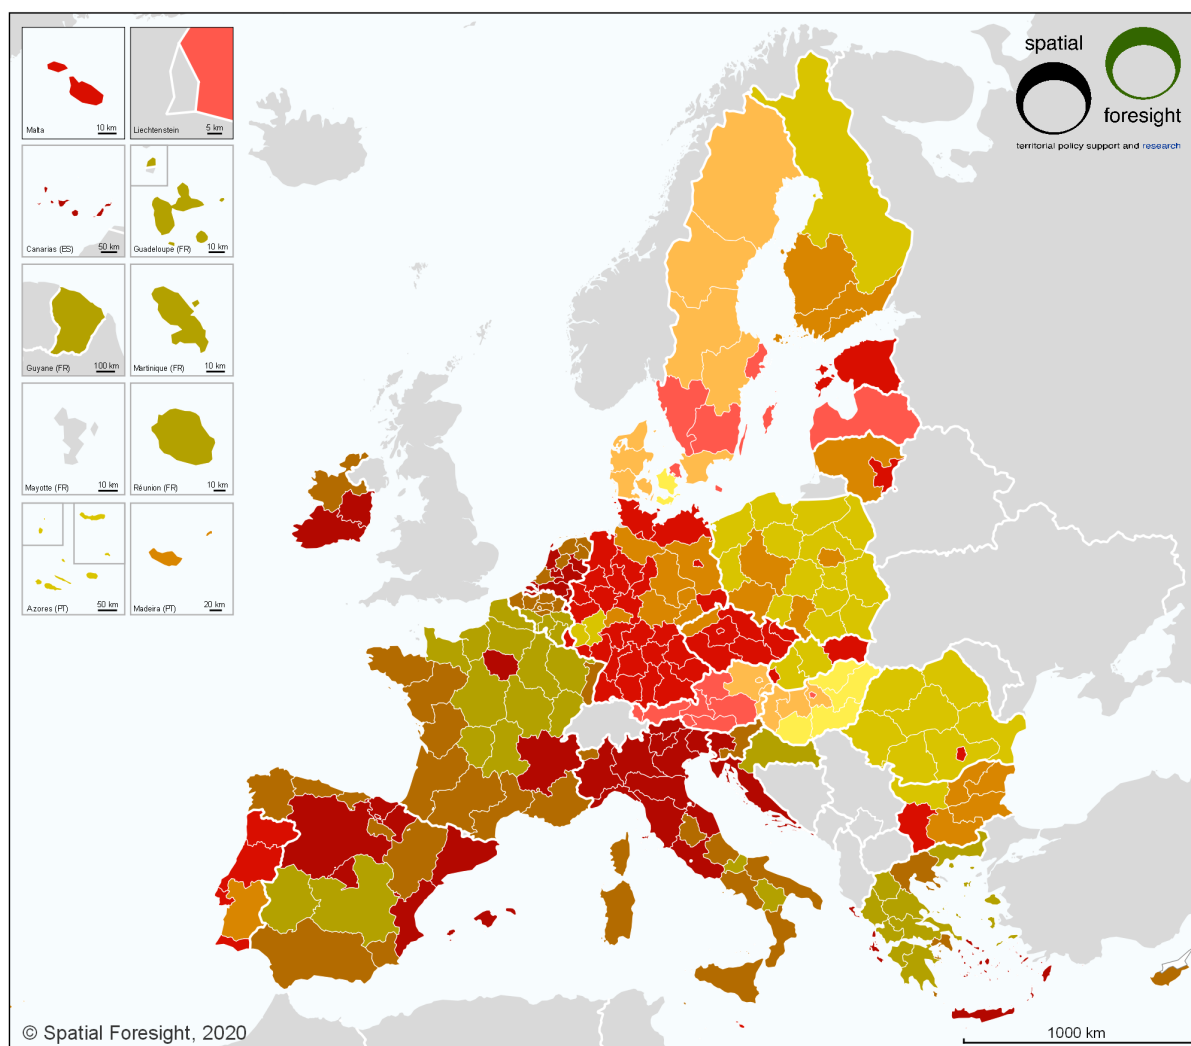 spatial
foresight
territorial policy support and research
Malta
10 km
Liechtenstein
5 km
Canarias (ES)
50 km
Guadeloupe (FR)
10 km
Guyane (FR)
100 km
Martinique (FR)
10 km
Mayotte (FR)
10 km
Réunion (FR)
10 km
Azores (PT)
50 km
Madeira (PT)
20 km
© Spatial Foresight, 2020
1000 km